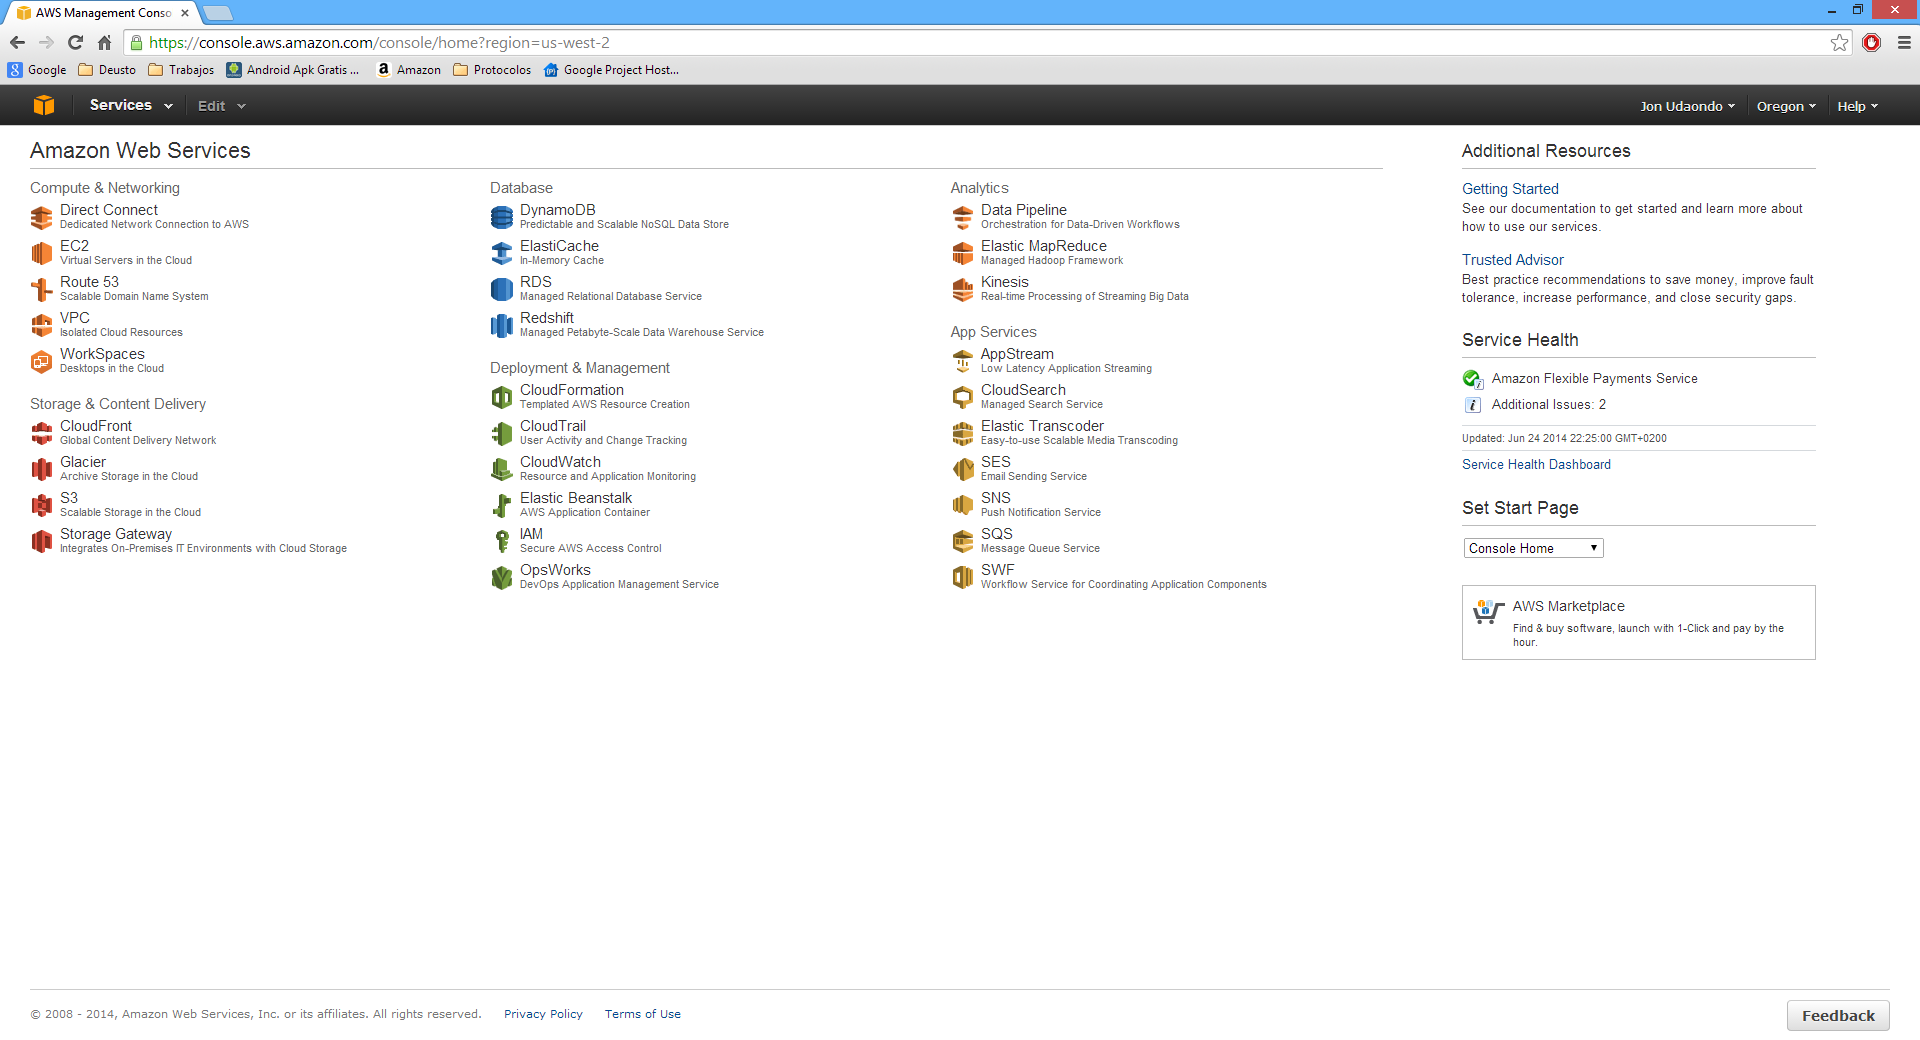 AWS Management Conso
https://console.aws.amazon.com/console/home?region=us-west-2
Google Deusto Trabajos Android Apk Gratis ... Amazon Protocolos Google Project Host...
Services Edit Jon Udaondo Oregon Help
Amazon Web Services
Compute & Networking
Direct Connect
Dedicated Network Connection to AWS
EC2
Virtual Servers in the Cloud
Route 53
Scalable Domain Name System
VPC
Isolated Cloud Resources
WorkSpaces
Desktops in the Cloud
Storage & Content Delivery
CloudFront
Global Content Delivery Network
Glacier
Archive Storage in the Cloud
S3
Scalable Storage in the Cloud
Storage Gateway
Integrates On-Premises IT Environments with Cloud Storage
Database
DynamoDB
Predictable and Scalable NoSQL Data Store
ElastiCache
In-Memory Cache
RDS
Managed Relational Database Service
Redshift
Managed Petabyte-Scale Data Warehouse Service
Deployment & Management
CloudFormation
Templated AWS Resource Creation
CloudTrail
User Activity and Change Tracking
CloudWatch
Resource and Application Monitoring
Elastic Beanstalk
AWS Application Container
IAM
Secure AWS Access Control
OpsWorks
DevOps Application Management Service
Analytics
Data Pipeline
Orchestration for Data-Driven Workflows
Elastic MapReduce
Managed Hadoop Framework
Kinesis
Real-time Processing of Streaming Big Data
App Services
AppStream
Low Latency Application Streaming
CloudSearch
Managed Search Service
Elastic Transcoder
Easy-to-use Scalable Media Transcoding
SES
Email Sending Service
SNS
Push Notification Service
SQS
Message Queue Service
SWF
Workflow Service for Coordinating Application Components
Additional Resources
Getting Started
See our documentation to get started and learn more about
how to use our services.
Trusted Advisor
Best practice recommendations to save money, improve fault
tolerance, increase performance, and close security gaps.
Service Health
Amazon Flexible Payments Service
Additional Issues: 2
Updated: Jun 24 2014 22:25:00 GMT+0200
Service Health Dashboard
Set Start Page
Console Home
AWS Marketplace
Find & buy software, launch with 1-Click and pay by the
hour.
© 2008 - 2014, Amazon Web Services, Inc. or its affiliates. All rights reserved. Privacy Policy Terms of Use
Feedback